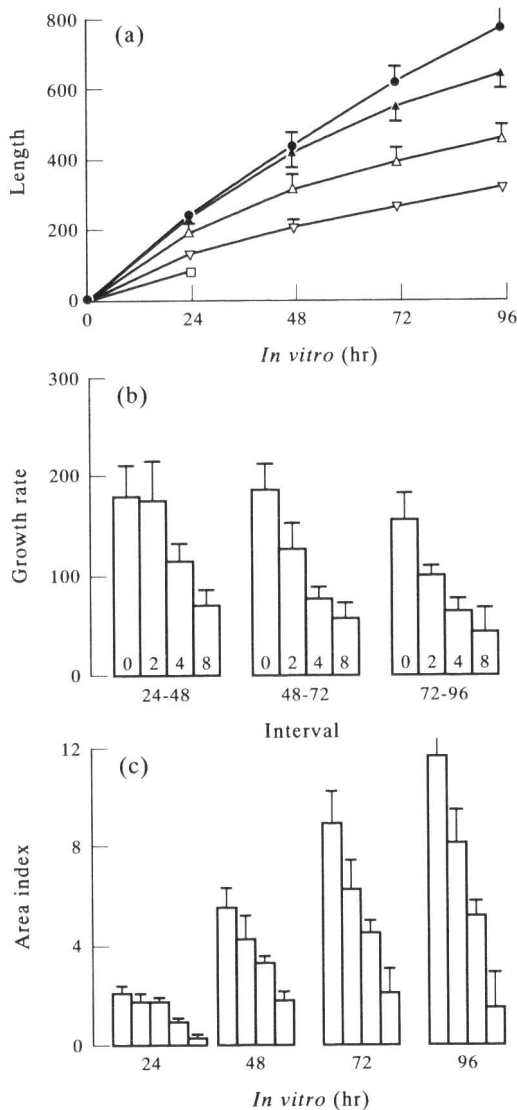 (a)
800
600
400
200
0
Length
0 24 48 72 96
In vitro (hr)
(b)
300
200
100
0
Growth rate
0 2 4 8 0 2 4 8 0 2 4 8
24-48 48-72 72-96
Interval
(c)
12
8
4
0
Area index
24 48 72 96
In vitro (hr)